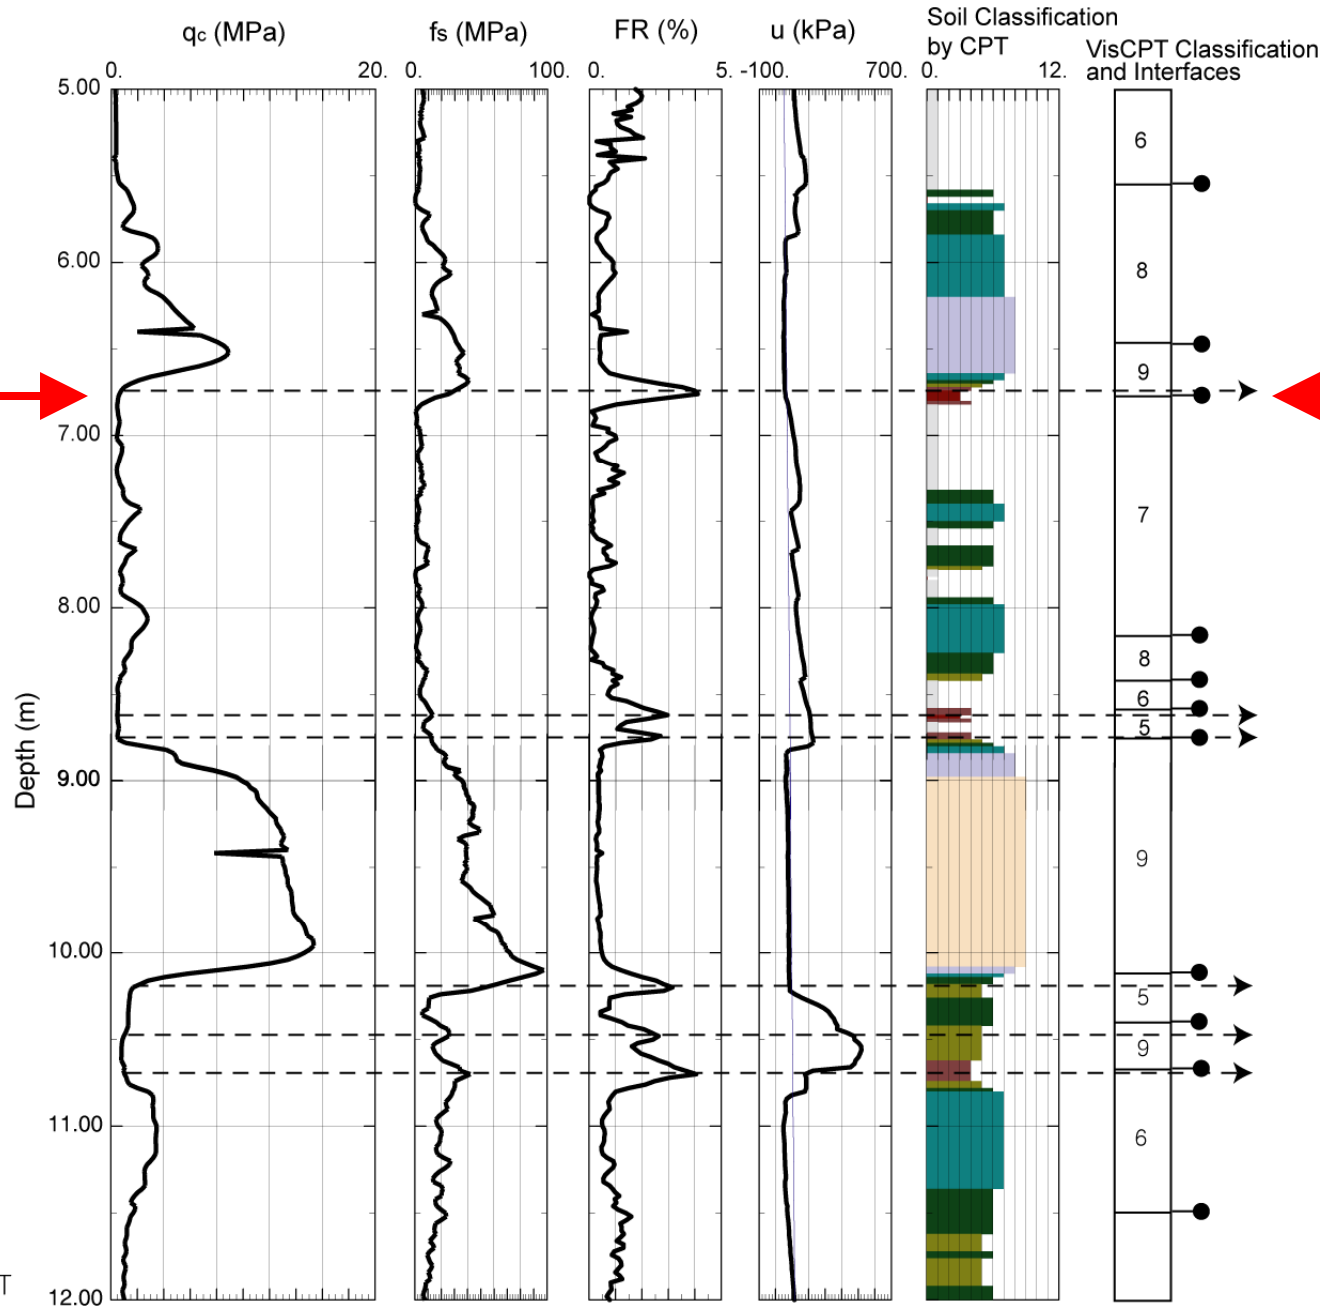 Soil Classification
by CPT
qc (MPa)
fs (MPa)
FR (%)
u (kPa)
VisCPT Classification
and Interfaces
0. 20. 0. 100. 0. 5. -100. 700. 0. 12.
5.00
6
6.00
8
9
7.00
7
8.00
8
6
5
Depth (m)
9.00
9
10.00
5
9
11.00
6
12.00
T